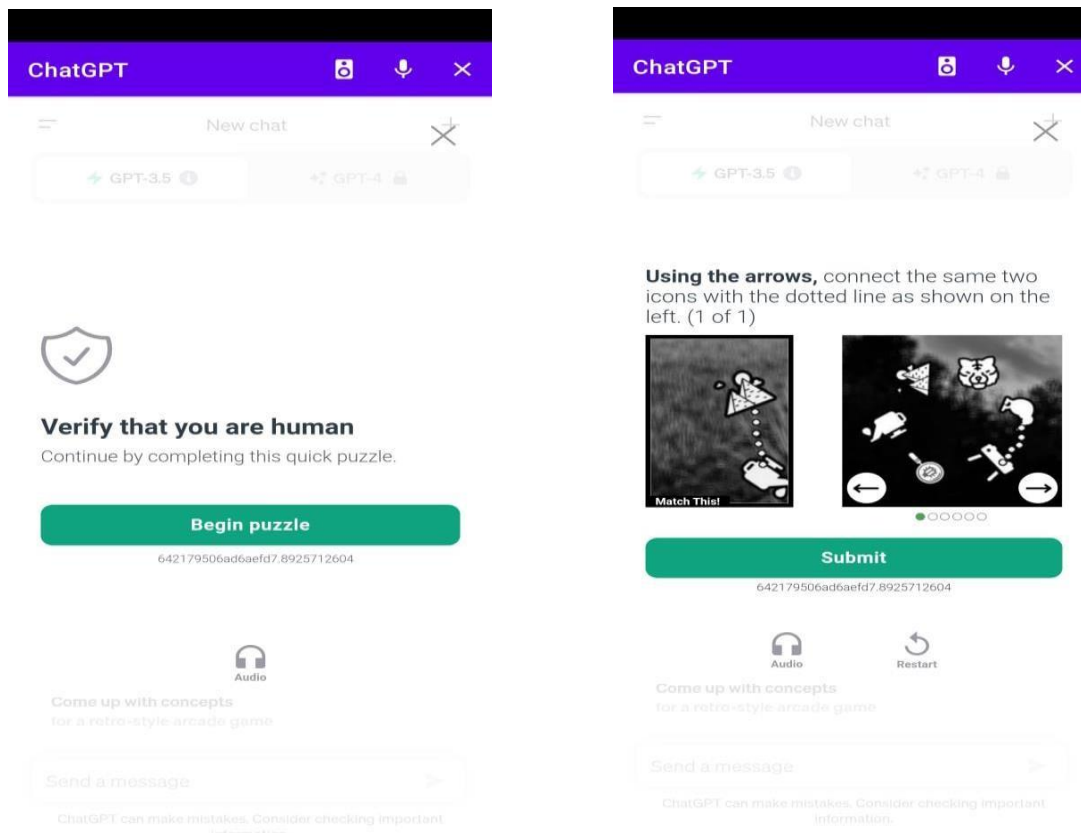 ChatGPT
New chat
GPT-3.5 GPT-4
Verify that you are human
Continue by completing this quick puzzle.
Begin puzzle
642179506ad6aefd7.8925712604
Audio
Come up with concepts
for a retro-style arcade game
Send a message
ChatGPT can make mistakes. Consider checking important
information.
ChatGPT
New chat
GPT-3.5 GPT-4
Using the arrows, connect the same two
icons with the dotted line as shown on the
left. (1 of 1)
Match This!
Submit
642179506ad6aefd7.8925712604
Audio Restart
Come up with concepts
for a retro-style arcade game
Send a message
ChatGPT can make mistakes. Consider checking important
information.